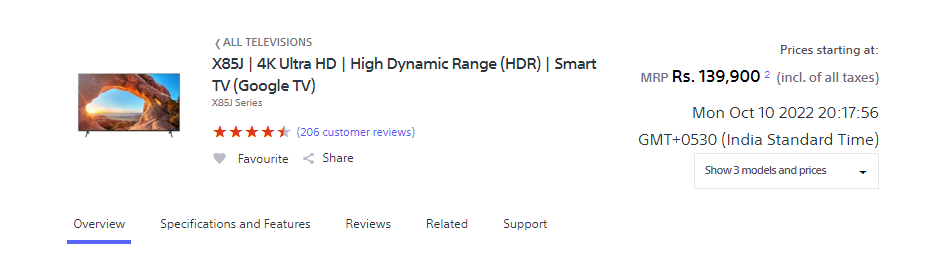 ❮ ALL TELEVISIONS
X85J | 4K Ultra HD | High Dynamic Range (HDR) | Smart
TV (Google TV)
X85J Series
(206 customer reviews)
Favourite
Share
Prices starting at:
MRP Rs. 139,900 2 (incl. of all taxes)
Mon Oct 10 2022 20:17:56
GMT+0530 (India Standard Time)
Show 3 models and prices
Overview
Specifications and Features
Reviews
Related
Support